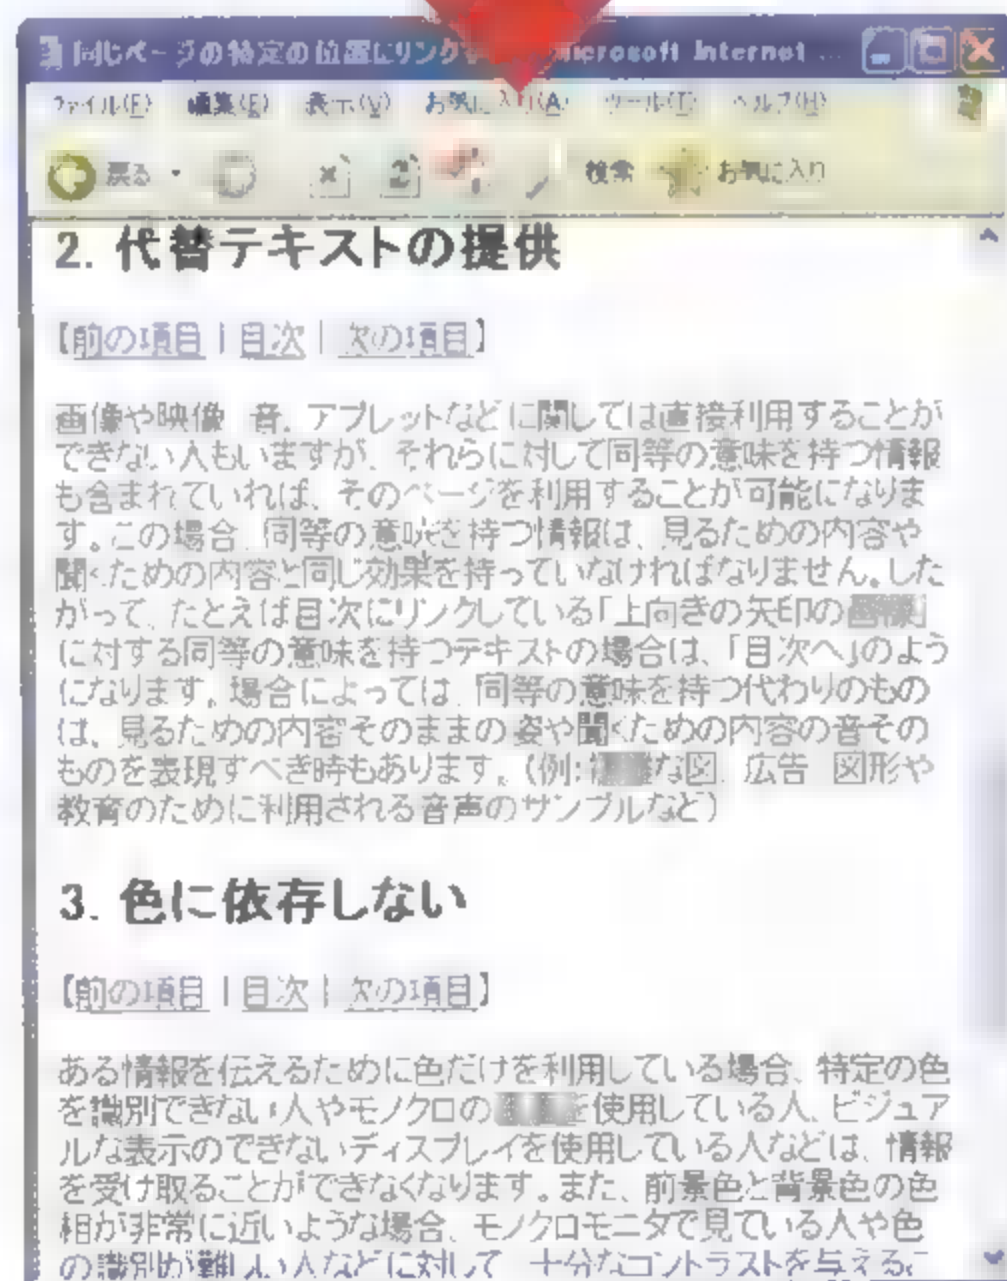 同じページの特定の位置にリンク Microsoft Internet ...
ファイル(F) 編集(E) 表示(V) お気に入り(A) ツール(T) ヘルプ(H)
戻る 検索 お気に入り
2. 代替テキストの提供
【前の項目 | 目次 | 次の項目】
画像や映像、音、アプレットなどに関しては直接利用することが
できない人もいますが、それらに対して同等の意味を持つ情報
も含まれていれば、そのページを利用することが可能になりま
す。この場合、同等の意味を持つ情報は、見るための内容や
聞くための内容と同じ効果を持っていなければなりません。した
がって、たとえば目次にリンクしている「上向きの矢印の画像」
に対する同等の意味を持つテキストの場合は、「目次へ」のよう
になります。場合によっては、同等の意味を持つ代わりのもの
は、見るための内容そのままの姿や聞くための内容の音その
ものを表現すべき時もあります。(例: な図、広告、図形や
教育のために利用される音声のサンプルなど)
3. 色に依存しない
【前の項目 | 目次 | 次の項目】
ある情報を伝えるために色だけを利用している場合、特定の色
を識別できない人やモノクロの を使用している人、ビジュア
ルな表示のできないディスプレイを使用している人などは、情報
を受け取ることができなくなります。また、前景色と背景色の色
相が非常に近いような場合、モノクロモニタで見ている人や色
の識別が難しい人などに対して、十分なコントラストを与えるこ